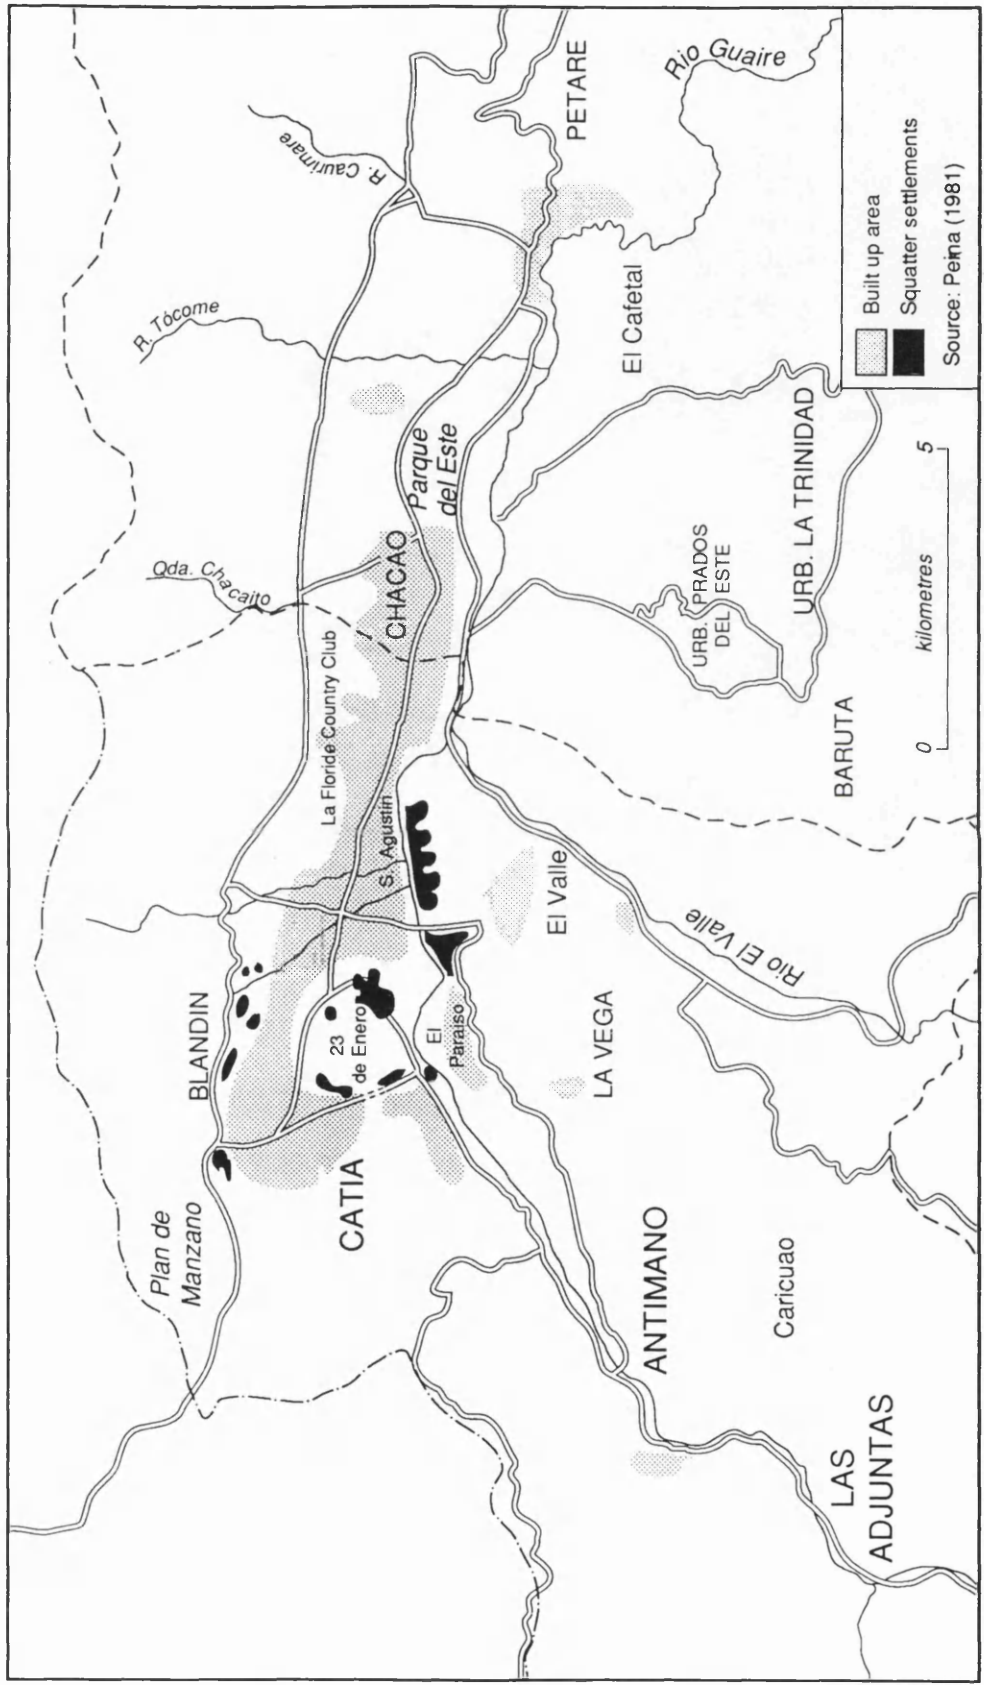 Plan de
Manzano
BLANDIN
CATIA
23
de Enero
El
Paraiso
La Floride Country Club
S. Agustin
CHACAO
Qda. Chacaito
R. Tócome
R. Caurimare
Parque
del Este
PETARE
Rio Guaire
El Cafetal
El Valle
Rio El Valle
LA VEGA
ANTIMANO
Caricuao
LAS
ADJUNTAS
BARUTA
URB. PRADOS
DEL ESTE
URB. LA TRINIDAD
0 5
kilometres
Built up area
Squatter settlements
Source: Peina (1981)